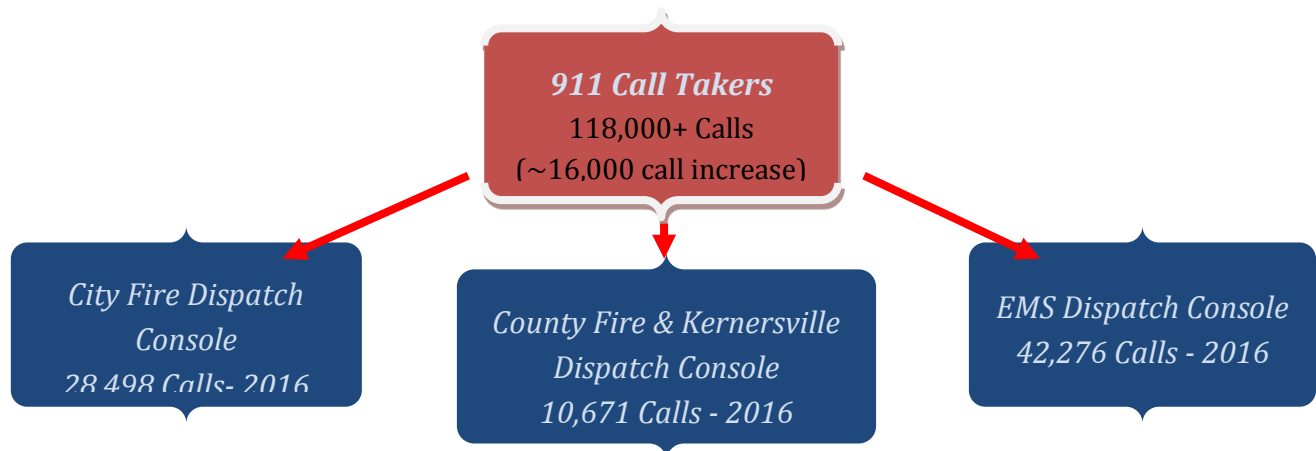 911 Call Takers
118,000+ Calls
(~16,000 call increase)
City Fire Dispatch
Console
28,498 Calls- 2016
County Fire & Kernersville
Dispatch Console
10,671 Calls - 2016
EMS Dispatch Console
42,276 Calls - 2016